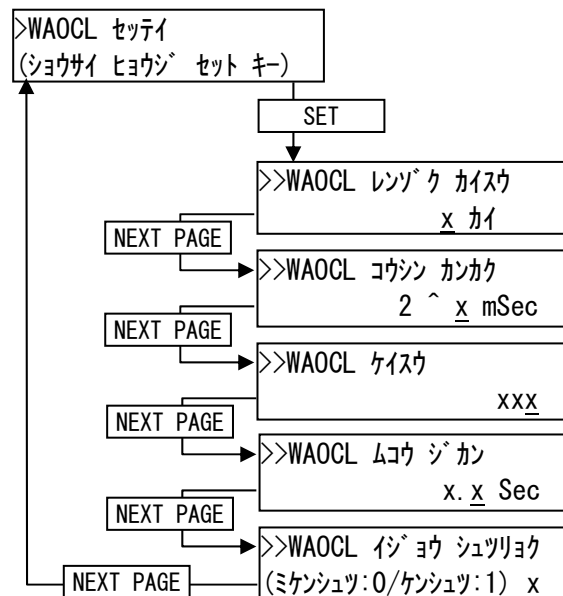 >WAOCL ｾｯﾃｲ
(ｼｮｳｻｲ ﾋｮｳｼﾞ ｾｯﾄ ｷｰ)
SET
>>WAOCL ﾚﾝｿﾞｸ ｶｲｽｳ
x ｶｲ
NEXT PAGE
>>WAOCL ｺｳｼﾝ ｶﾝｶｸ
2 ^ x mSec
NEXT PAGE
>>WAOCL ｹｲｽｳ
xxx
NEXT PAGE
>>WAOCL ﾑｺｳ ｼﾞｶﾝ
x.x Sec
NEXT PAGE
>>WAOCL ｲｼﾞｮｳ ｼｭﾂﾘｮｸ
(ﾐｹﾝｼｭﾂ:0/ｹﾝｼｭﾂ:1) x
NEXT PAGE